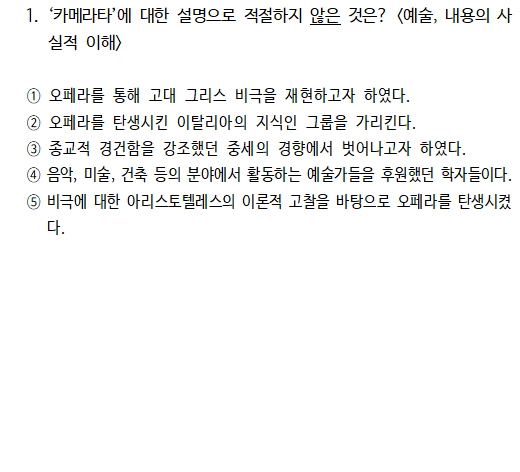 1. ‘카메라타’에 대한 설명으로 적절하지 않은 것은? 〈예술, 내용의 사
실적 이해〉
① 오페라를 통해 고대 그리스 비극을 재현하고자 하였다.
② 오페라를 탄생시킨 이탈리아의 지식인 그룹을 가리킨다.
③ 종교적 경건함을 강조했던 중세의 경향에서 벗어나고자 하였다.
④ 음악, 미술, 건축 등의 분야에서 활동하는 예술가들을 후원했던 학자들이다.
⑤ 비극에 대한 아리스토텔레스의 이론적 고찰을 바탕으로 오페라를 탄생시켰
다.